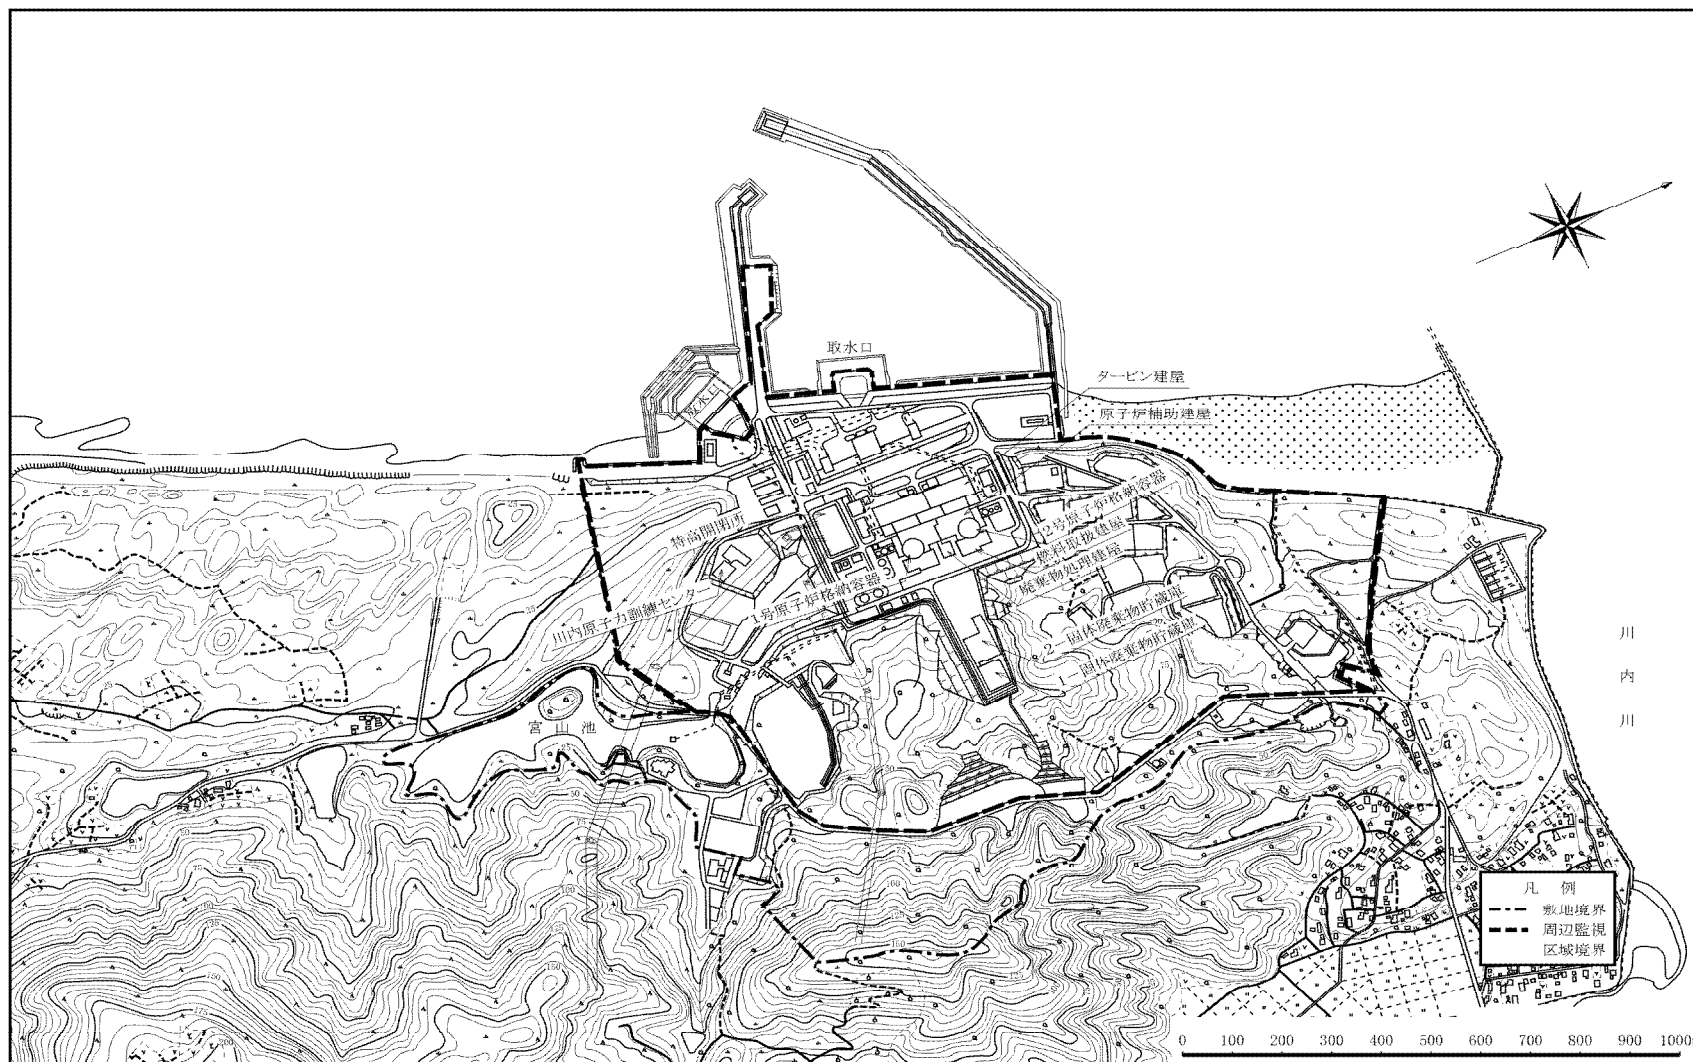 取水口
タービン建屋
原子炉補助建屋
放水口
2号原子炉格納容器
特高開閉所
燃料取扱建屋
廃棄物処理建屋
1号原子炉格納容器
川内原子力訓練センター
2-固体廃棄物貯蔵庫
1-固体廃棄物貯蔵庫
宮山池
川
内
川
凡 例
敷地境界
周辺監視
区域境界
0 100 200 300 400 500 600 700 800 900 1000